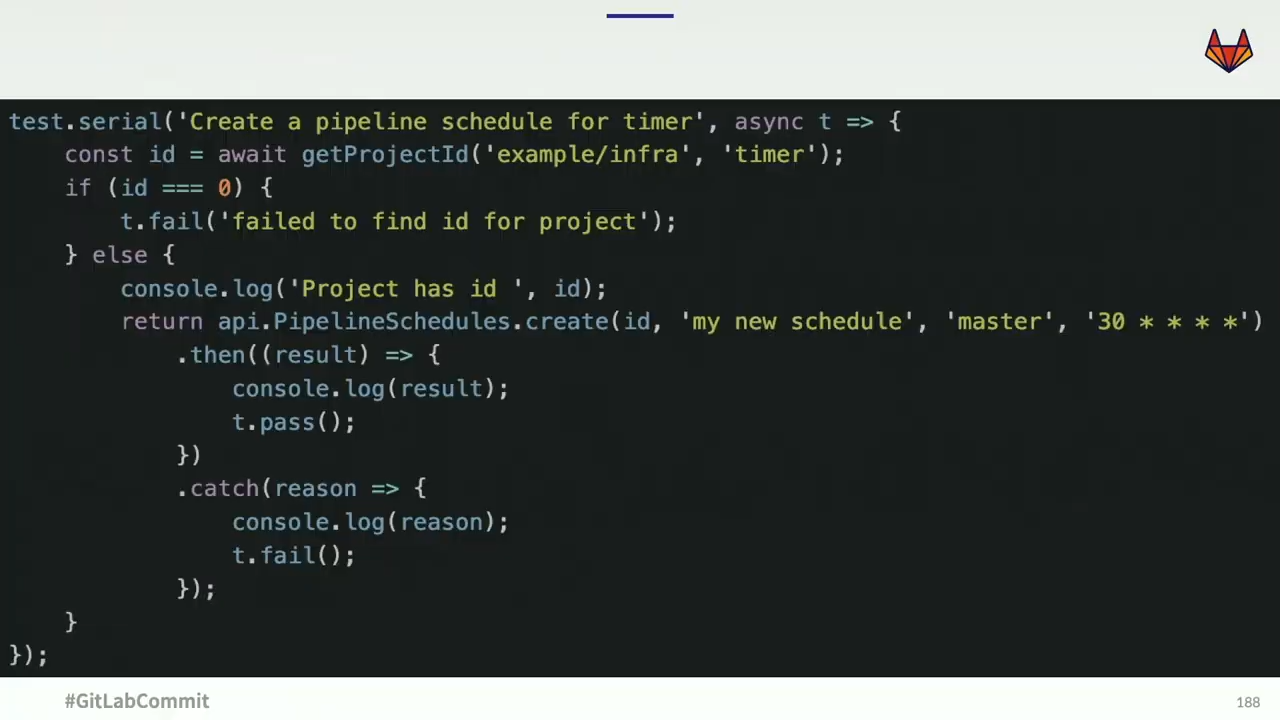 test.serial('Create a pipeline schedule for timer', async t => {
    const id = await getProjectId('example/infra', 'timer');
    if (id === 0) {
        t.fail('failed to find id for project');
    } else {
        console.log('Project has id ', id);
        return api.PipelineSchedules.create(id, 'my new schedule', 'master', '30 * * * *')
            .then((result) => {
                console.log(result);
                t.pass();
            })
            .catch(reason => {
                console.log(reason);
                t.fail();
            });
    }
});
#GitLabCommit
188